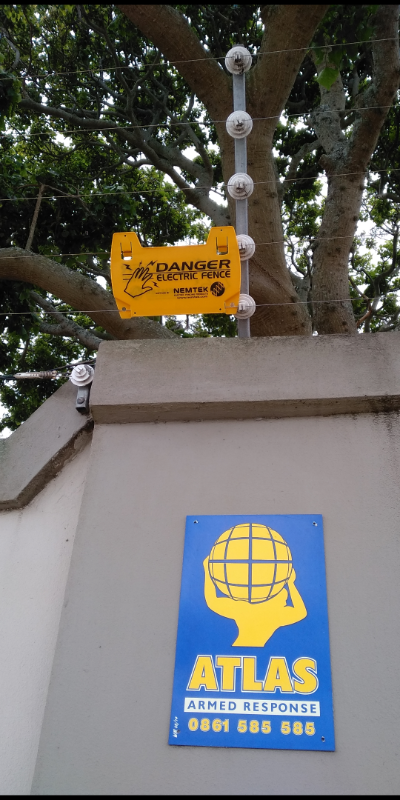 DANGER
ELECTRIC FENCE
NEMTEK
ATLAS
ARMED RESPONSE
0861 585 585